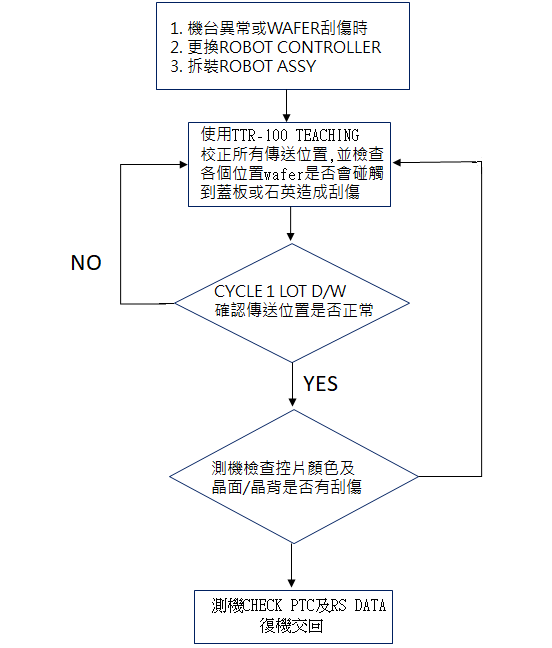 1. 機台異常或WAFER刮傷時
2. 更換ROBOT CONTROLLER
3. 拆裝ROBOT ASSY
使用TTR-100 TEACHING
校正所有傳送位置,並檢查
各個位置wafer是否會碰觸
到蓋板或石英造成刮傷
NO
CYCLE 1 LOT D/W
確認傳送位置是否正常
YES
測機檢查控片顏色及
晶面/晶背是否有刮傷
測機CHECK PTC及RS DATA
復機交回